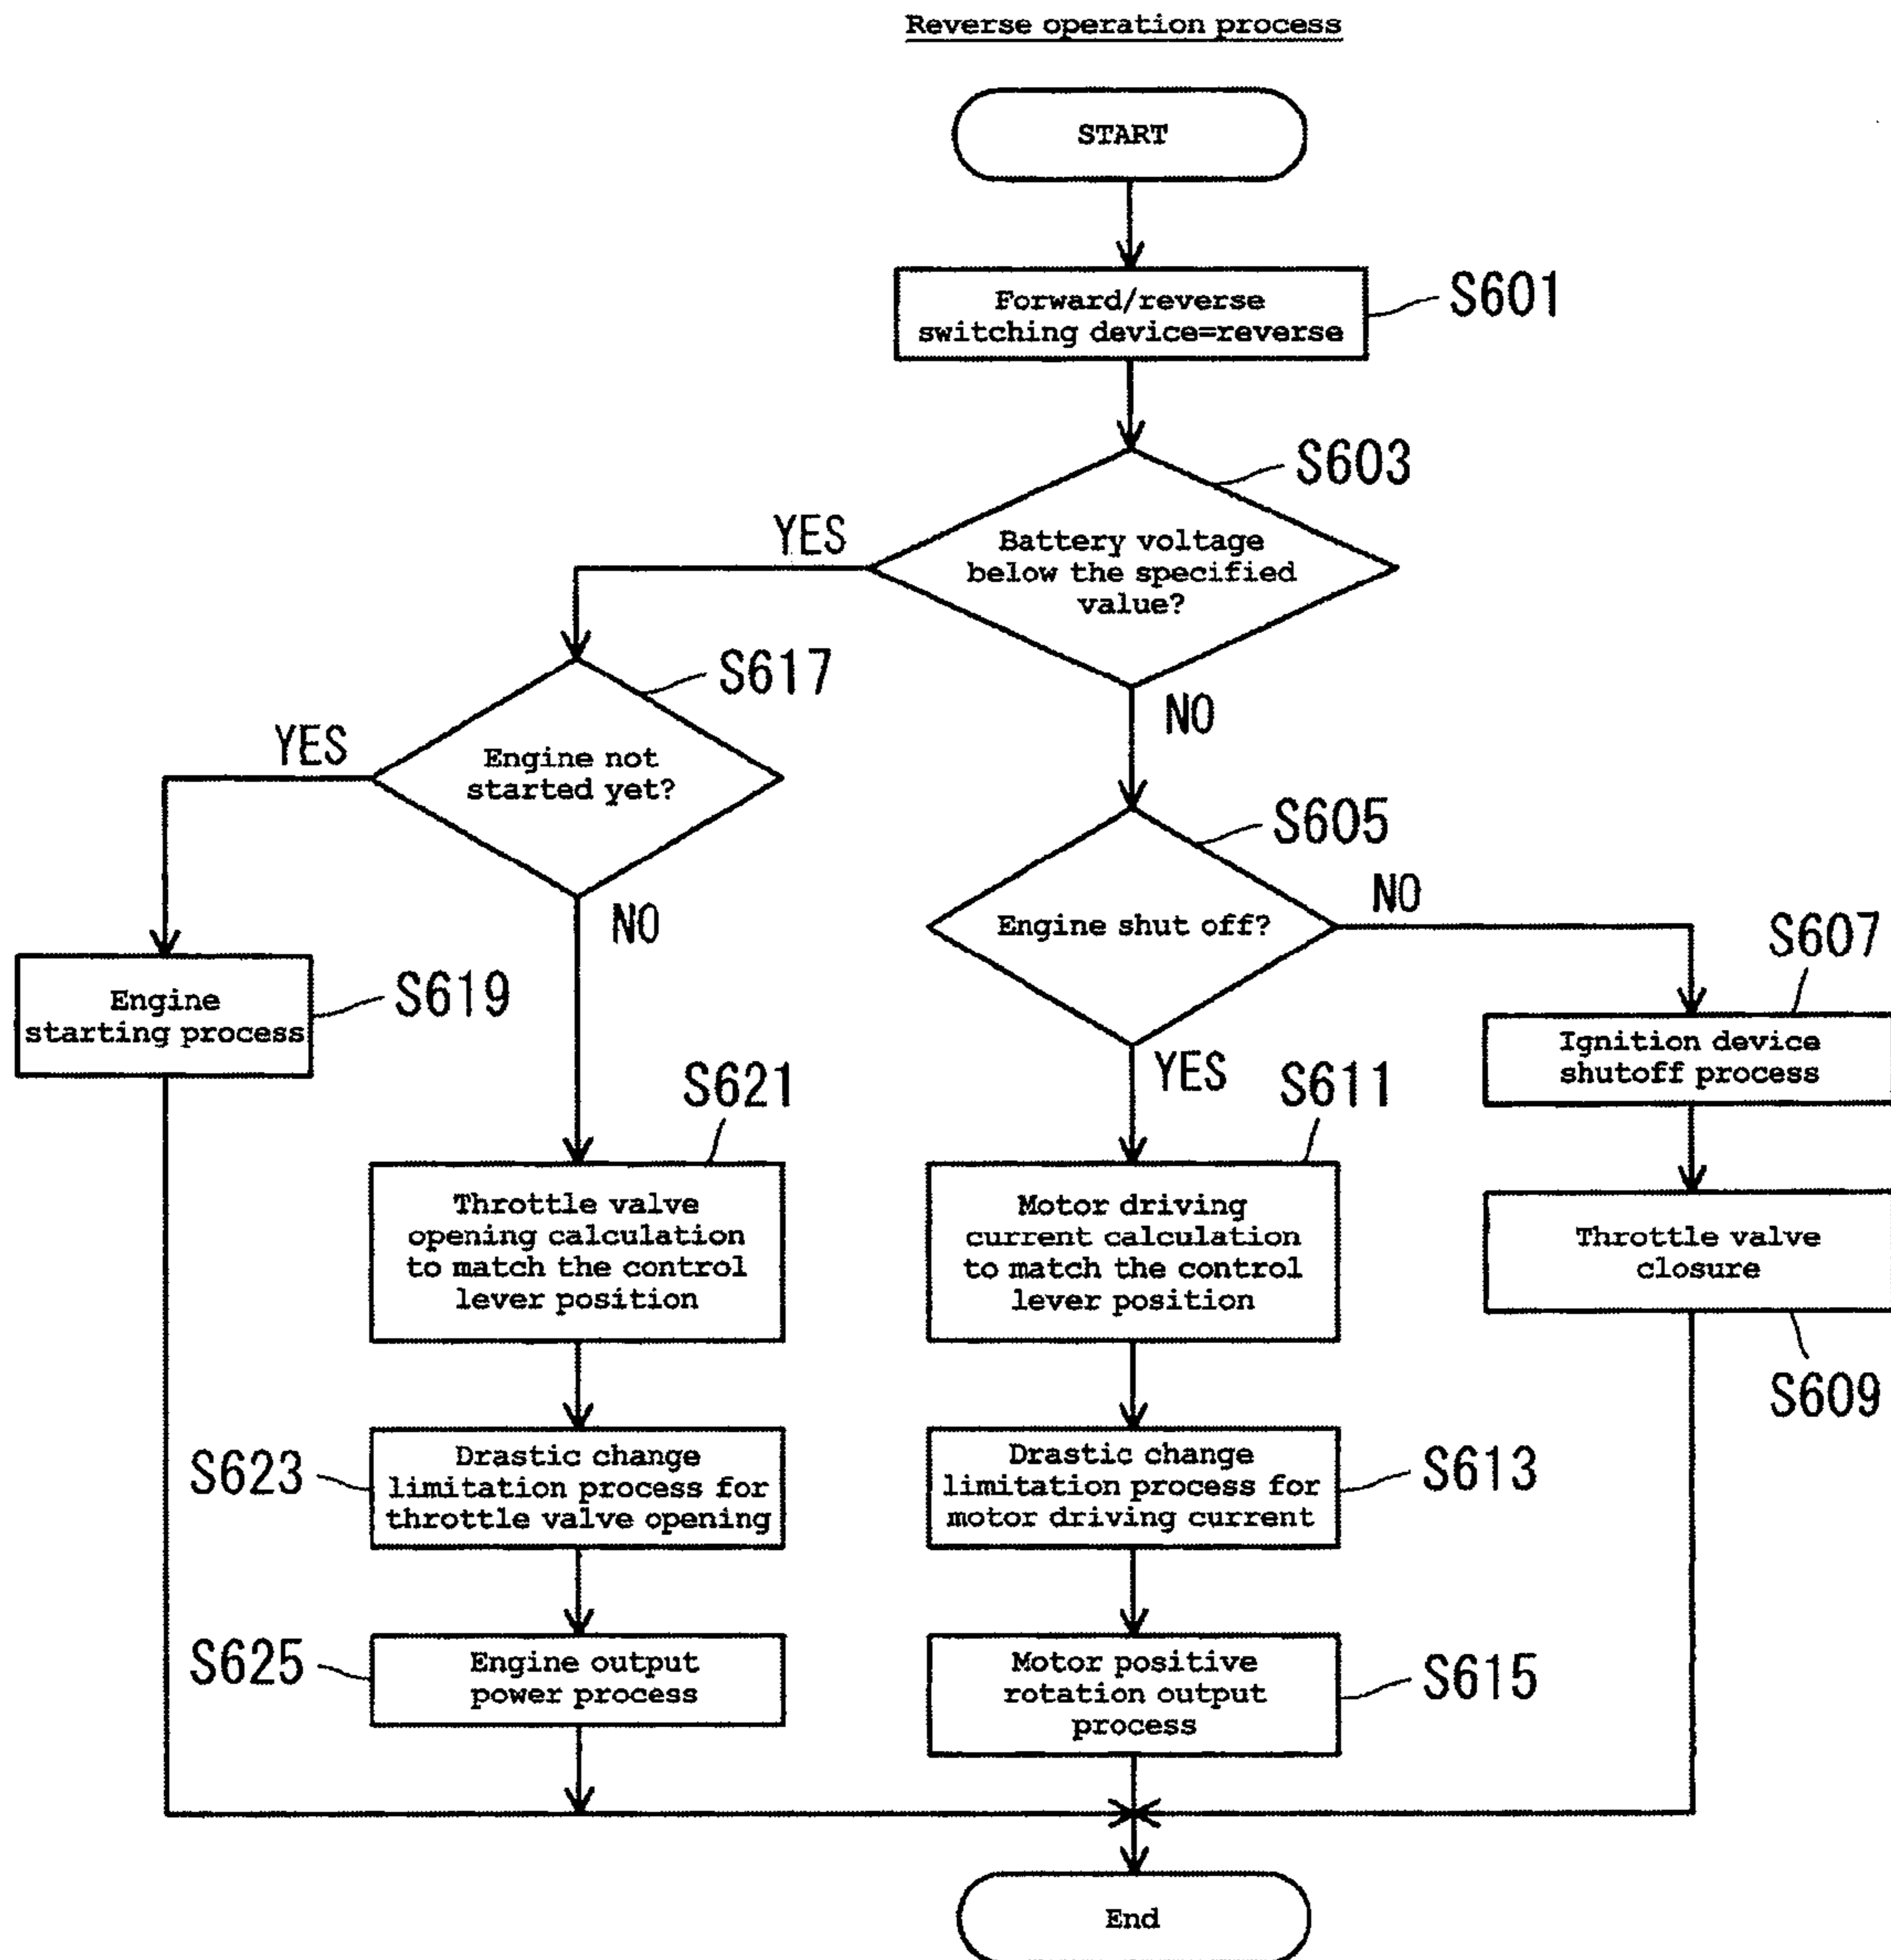 Reverse operation process
START
Forward/reverse
switching device=reverse
S601
S603
YES
Battery voltage
below the specified
value?
S617
NO
YES
Engine not
started yet?
S605
NO
NO
Engine shut off?
S607
Engine
starting process
S619
YES
Ignition device
shutoff process
S621
S611
Throttle valve
opening calculation
to match the control
lever position
Motor driving
current calculation
to match the control
lever position
Throttle valve
closure
S609
S623
Drastic change
limitation process for
throttle valve opening
Drastic change
limitation process for
motor driving current
S613
S625
Engine output
power process
Motor positive
rotation output
process
S615
End